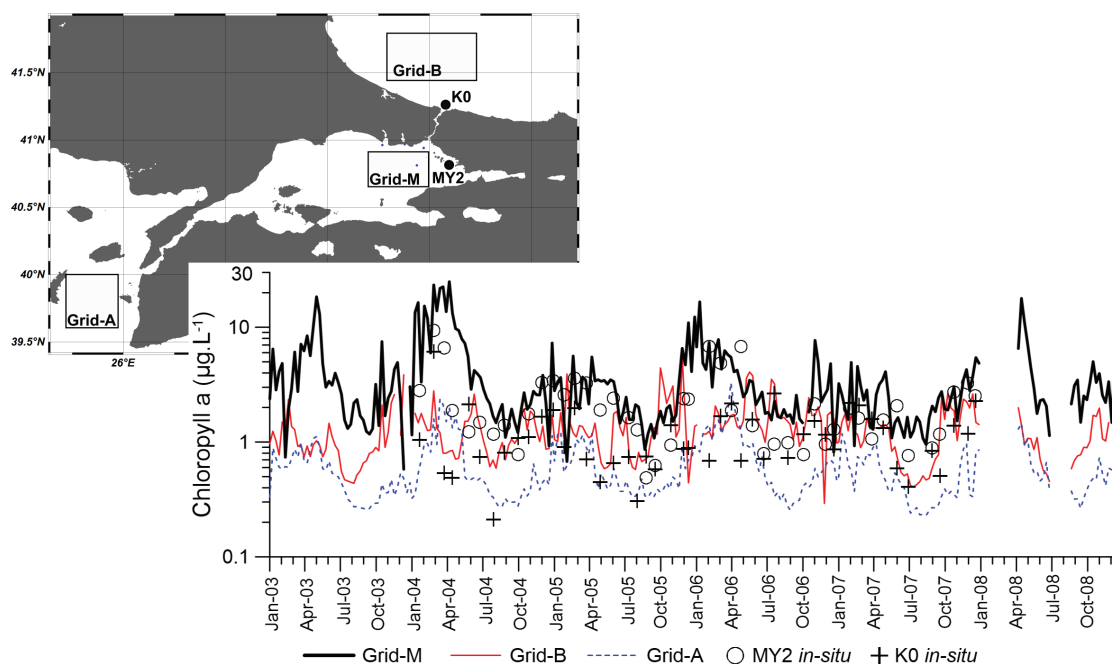 41.5°N
41°N
40.5°N
40°N
39.5°N
26°E
Grid-B
K0
Grid-M
MY2
Grid-A
Chloropyll a (µg.L-1)
30
10
1
0.1
Jan-03
Apr-03
Jul-03
Oct-03
Jan-04
Apr-04
Jul-04
Oct-04
Jan-05
Apr-05
Jul-05
Oct-05
Jan-06
Apr-06
Jul-06
Oct-06
Jan-07
Apr-07
Jul-07
Oct-07
Jan-08
Apr-08
Jul-08
Oct-08
Grid-M Grid-B Grid-A MY2 in-situ K0 in-situ